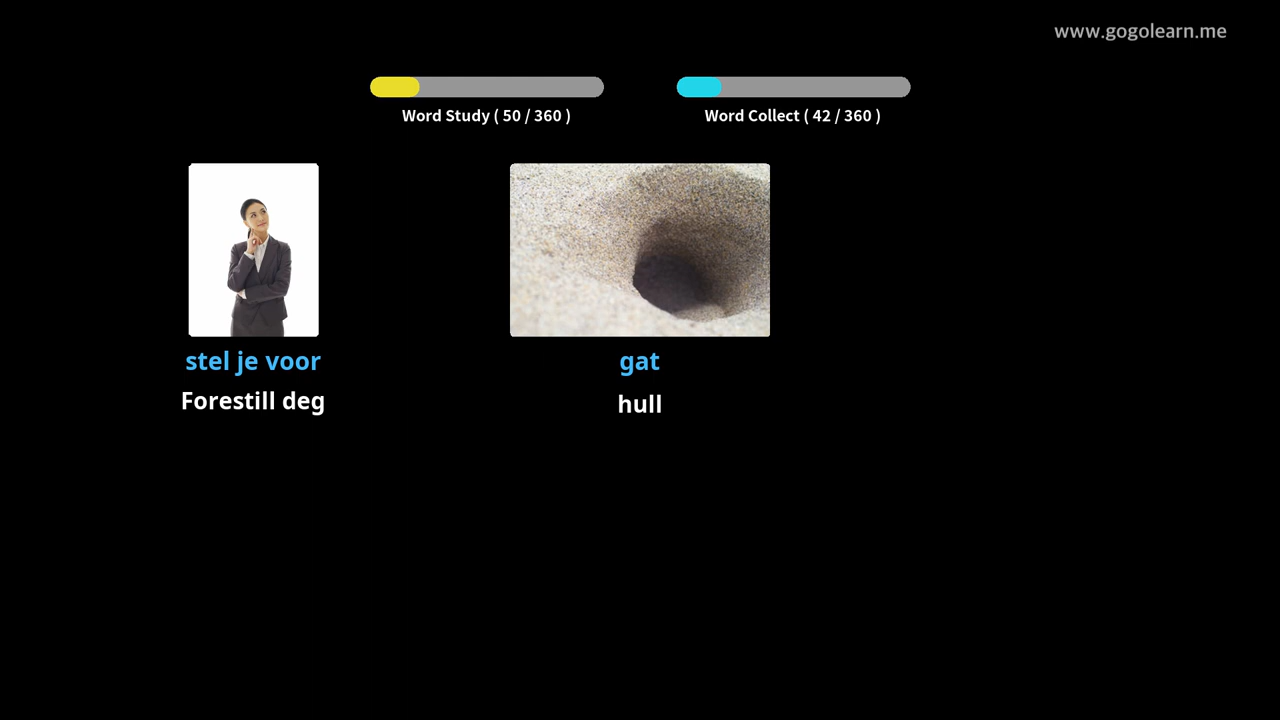 www.gogolearn.me
Word Study ( 50 / 360 )
Word Collect ( 42 / 360 )
stel je voor
Forestill deg
gat
hull